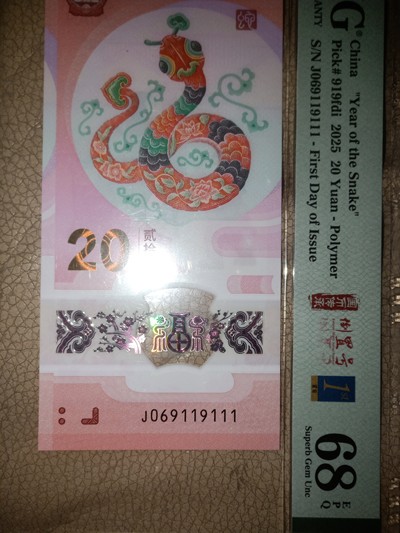 20
贰拾
J069119111
G®
ANTY
China "Year of the Snake"
Pick# 919fdi 2025 20 Yuan - Polymer
S/N J069119111 - First Day of Issue
68
EPQ
Superb Gem Unc